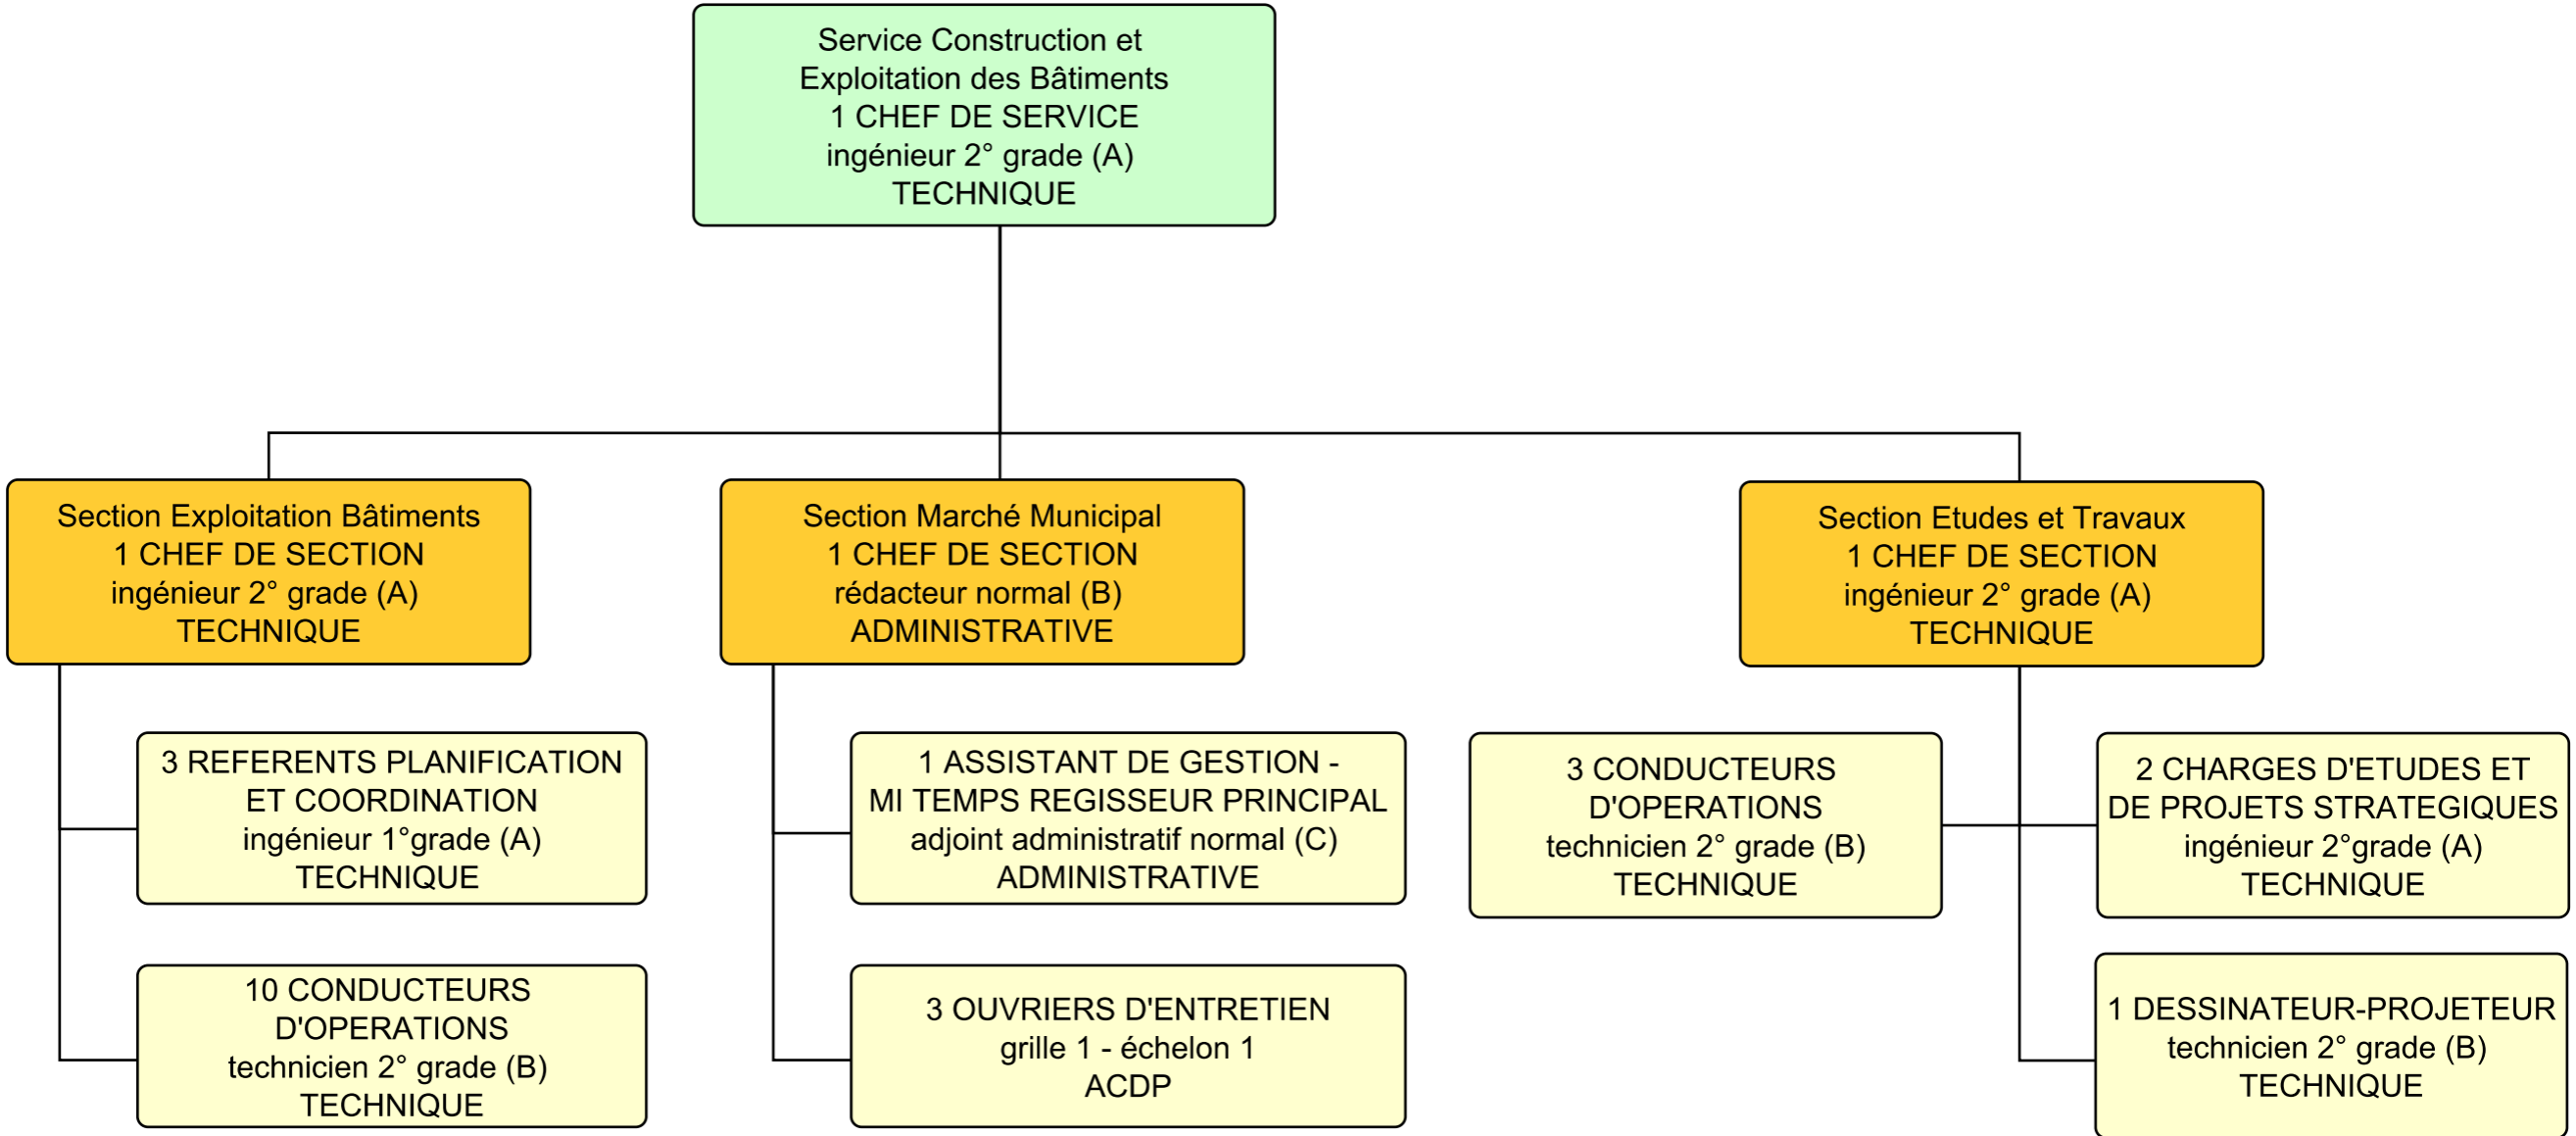 Service Construction et
Exploitation des Bâtiments
1 CHEF DE SERVICE
ingénieur 2° grade (A)
TECHNIQUE
Section Exploitation Bâtiments
1 CHEF DE SECTION
ingénieur 2° grade (A)
TECHNIQUE
Section Marché Municipal
1 CHEF DE SECTION
rédacteur normal (B)
ADMINISTRATIVE
Section Etudes et Travaux
1 CHEF DE SECTION
ingénieur 2° grade (A)
TECHNIQUE
3 REFERENTS PLANIFICATION
ET COORDINATION
ingénieur 1°grade (A)
TECHNIQUE
1 ASSISTANT DE GESTION -
MI TEMPS REGISSEUR PRINCIPAL
adjoint administratif normal (C)
ADMINISTRATIVE
3 CONDUCTEURS
D'OPERATIONS
technicien 2° grade (B)
TECHNIQUE
2 CHARGES D'ETUDES ET
DE PROJETS STRATEGIQUES
ingénieur 2°grade (A)
TECHNIQUE
10 CONDUCTEURS
D'OPERATIONS
technicien 2° grade (B)
TECHNIQUE
3 OUVRIERS D'ENTRETIEN
grille 1 - échelon 1
ACDP
1 DESSINATEUR-PROJETEUR
technicien 2° grade (B)
TECHNIQUE